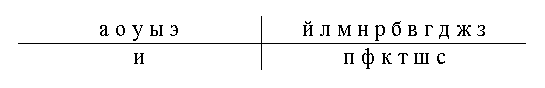 а о у ы э й л м н р б в г д ж з
и п ф к т ш с